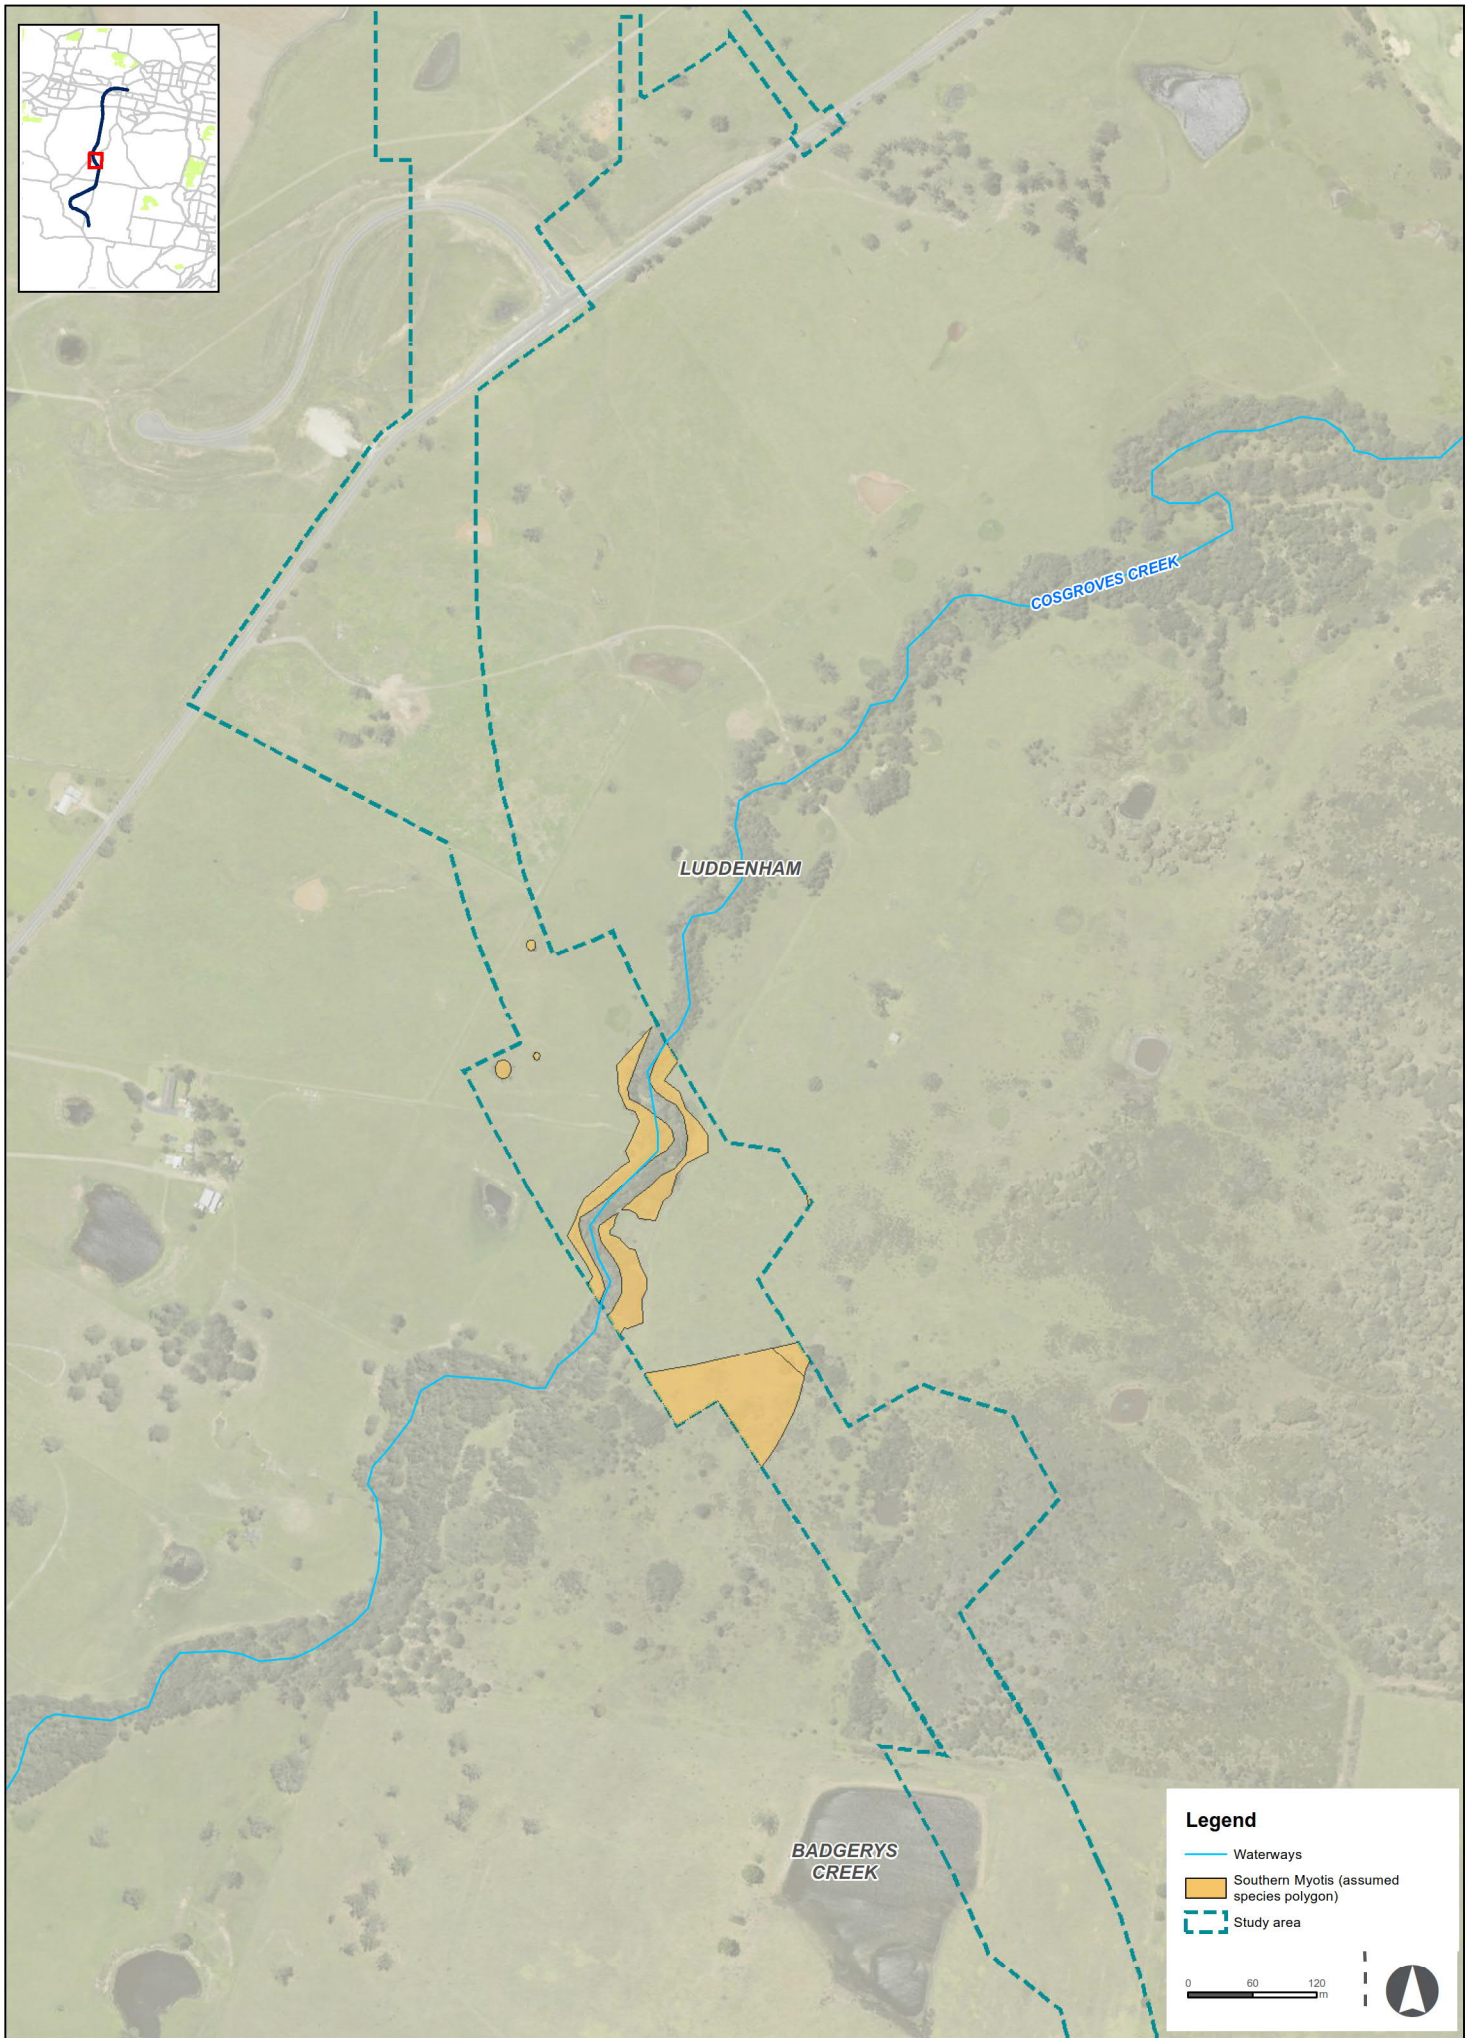 COSGROVES CREEK
LUDDENHAM
BADGERYS
CREEK
Legend
Waterways
Southern Myotis (assumed
species polygon)
Study area
0 60 120
m